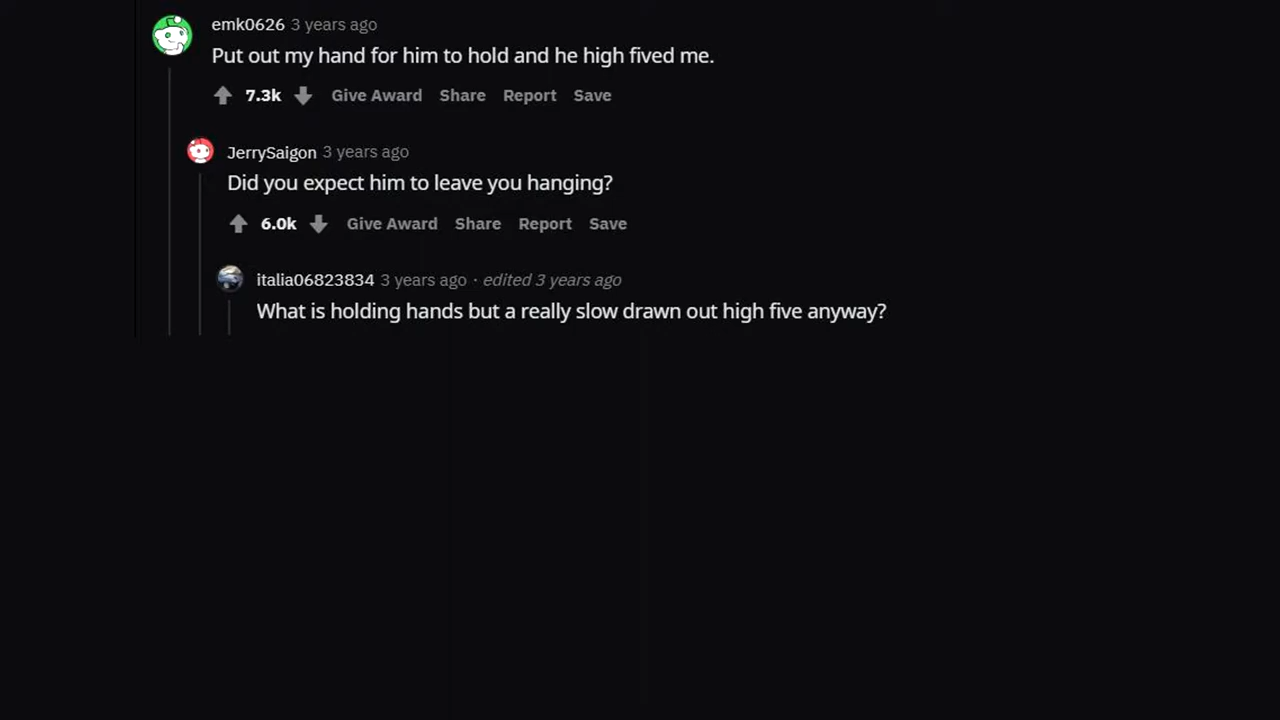 emk0626 3 years ago
Put out my hand for him to hold and he high fived me.
7.3k Give Award Share Report Save
JerrySaigon 3 years ago
Did you expect him to leave you hanging?
6.0k Give Award Share Report Save
italia06823834 3 years ago · edited 3 years ago
What is holding hands but a really slow drawn out high five anyway?